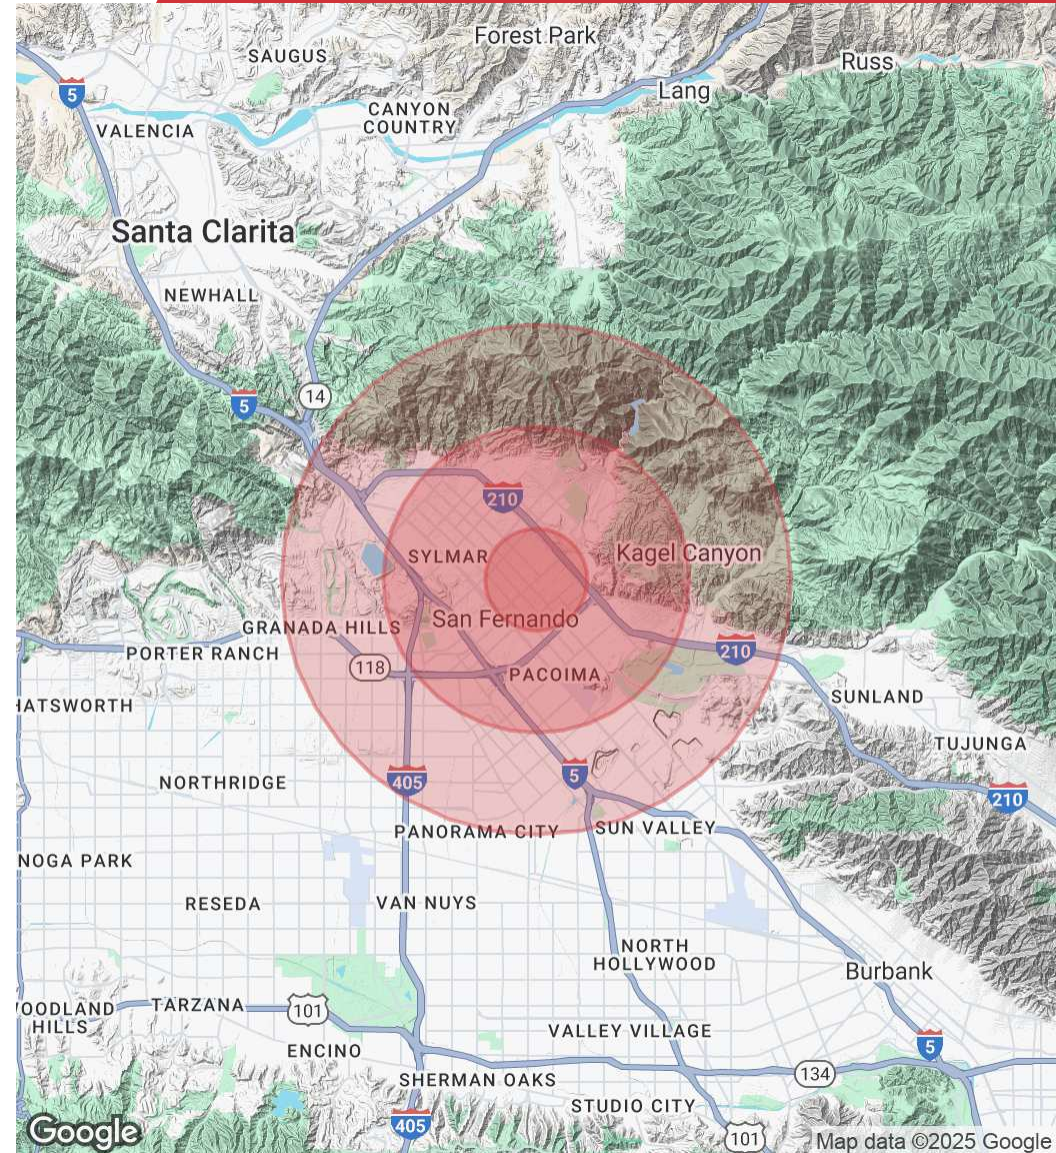 Forest Park
SAUGUS
Russ
5
Lang
CANYON
COUNTRY
VALENCIA
Santa Clarita
NEWHALL
14
5
210
SYLMAR
Kagel Canyon
San Fernando
GRANADA HILLS
PORTER RANCH
118
210
PACOIMA
SUNLAND
HATSWORTH
TUJUNGA
NORTHRIDGE
405
5
210
PANORAMA CITY
SUN VALLEY
NOGA PARK
RESEDA
VAN NUYS
NORTH
HOLLYWOOD
Burbank
WOODLAND
HILLS
TARZANA
101
VALLEY VILLAGE
5
ENCINO
134
SHERMAN OAKS
STUDIO CITY
405
101
Google
Map data ©2025 Google